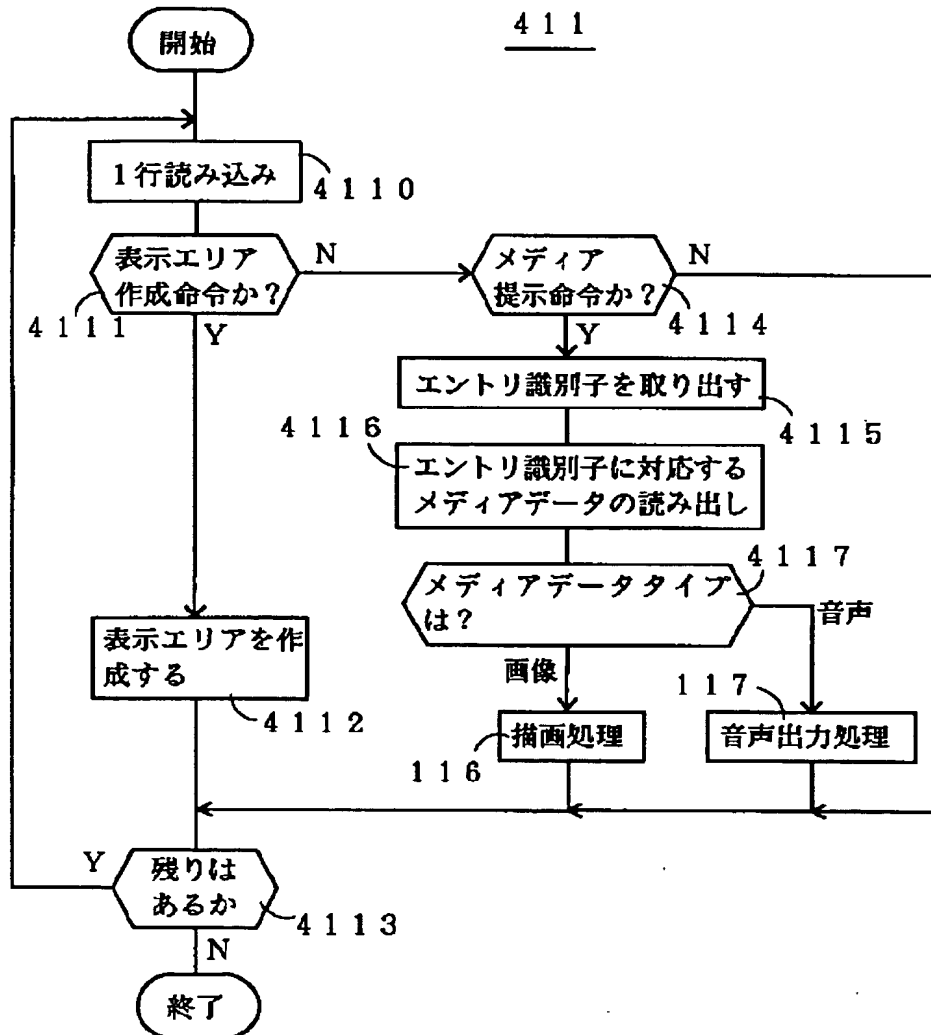 411
開始
1行読み込み
4110
表示エリア
作成命令か?
4111
N
Y
メディア
提示命令か?
4114
N
Y
エントリ識別子を取り出す
4115
4116
エントリ識別子に対応する
メディアデータの読み出し
メディアデータタイプ
は?
4117
音声
画像
表示エリアを作
成する
4112
描画処理
116
音声出力処理
117
残りは
あるか
4113
Y
N
終了